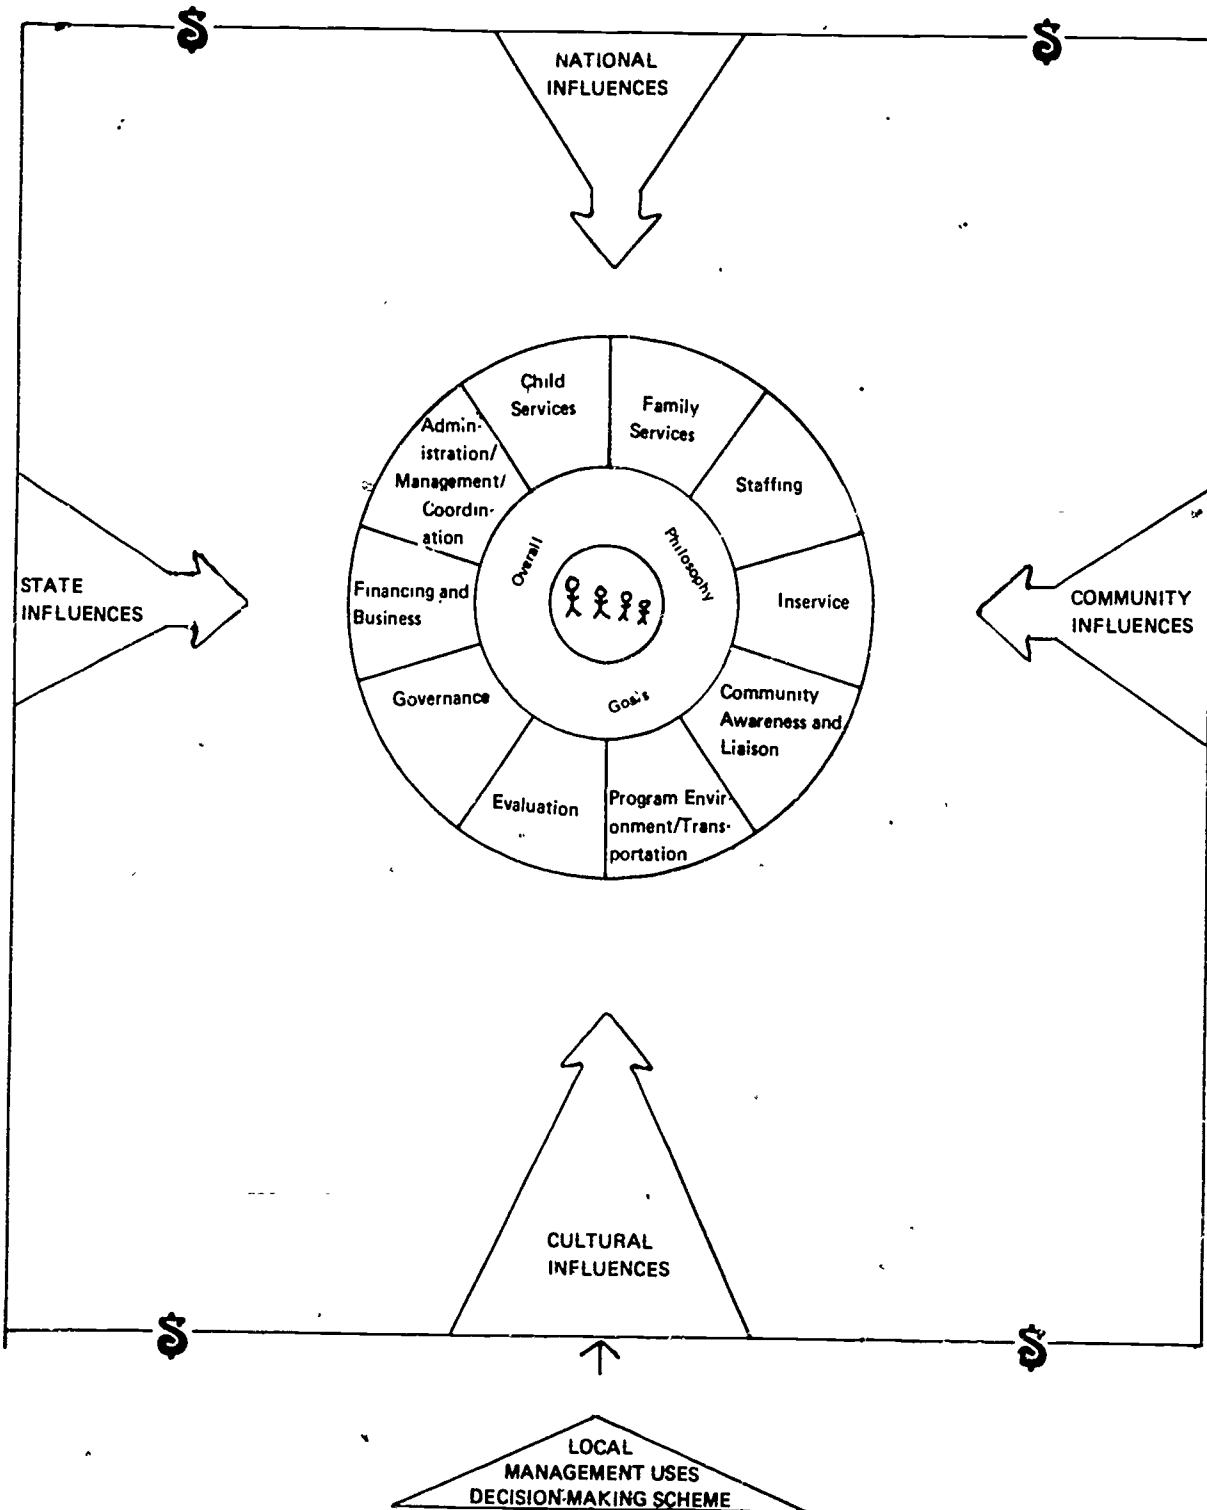 $ $
NATIONAL
INFLUENCES
Child
Services
Family
Services
Admin-
istration/
Management/
Coordin-
ation
Staffing
Overall
Philosophy
Goals
STATE
INFLUENCES
Financing and
Business
Inservice
COMMUNITY
INFLUENCES
Governance
Community
Awareness and
Liaison
Evaluation
Program Envir-
onment/Trans-
portation
CULTURAL
INFLUENCES
$ $
LOCAL
MANAGEMENT USES
DECISION-MAKING SCHEME